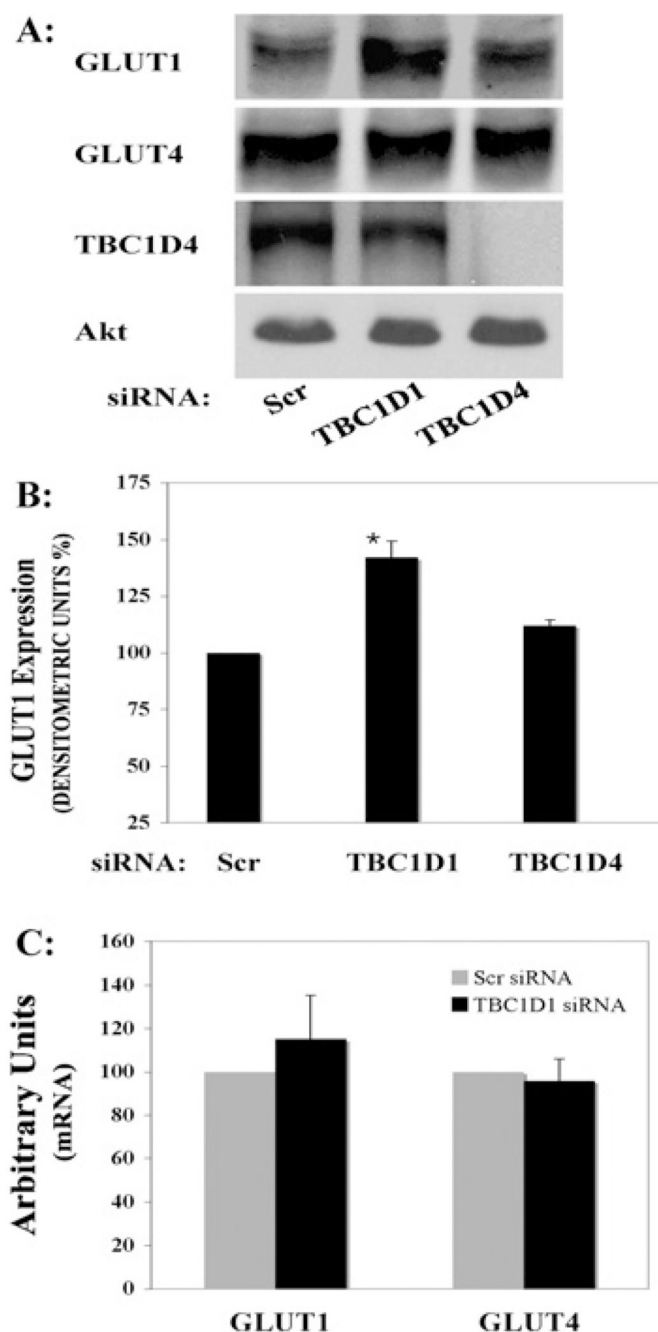 A:
GLUT1
GLUT4
TBC1D4
Akt
siRNA: Scr TBC1D1 TBC1D4
B:
GLUT1 Expression
(DENSITOMETRIC UNITS %)
175
150
125
100
75
50
25
*
siRNA: Scr TBC1D1 TBC1D4
C:
Arbitrary Units
(mRNA)
160
140
120
100
80
60
40
20
0
Scr siRNA
TBC1D1 siRNA
GLUT1 GLUT4